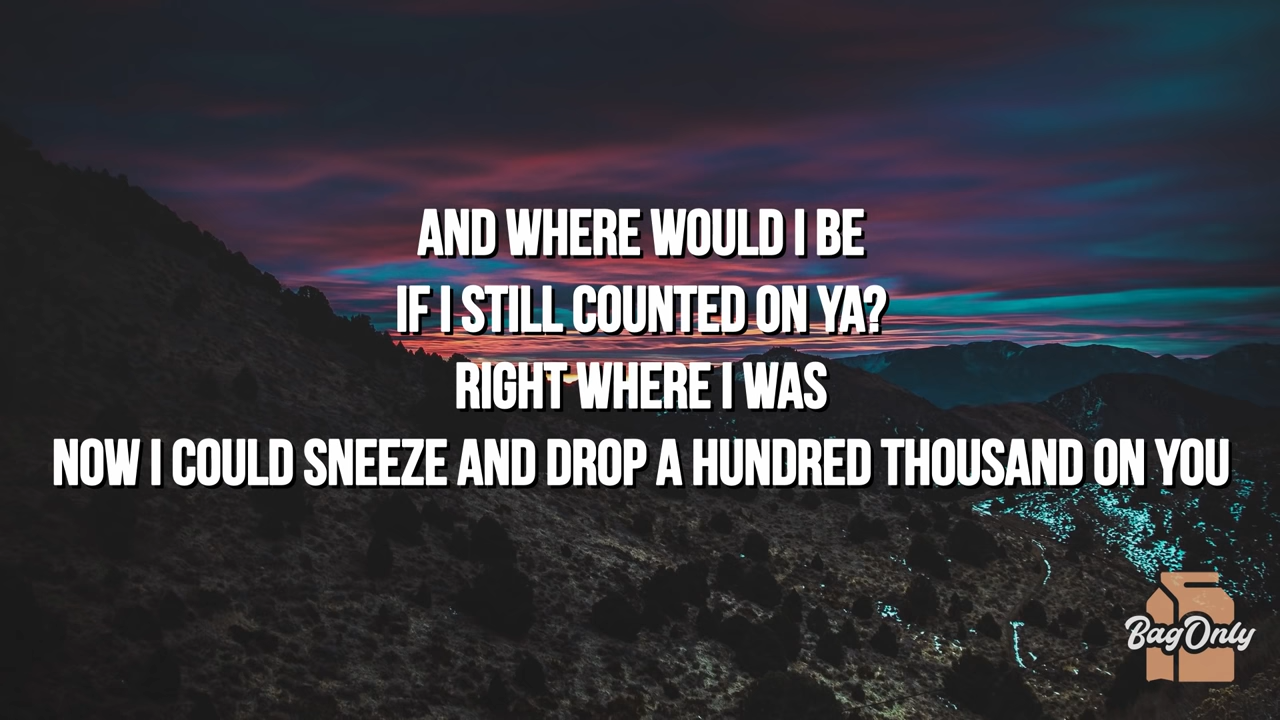 AND WHERE WOULD I BE
IF I STILL COUNTED ON YA?
RIGHT WHERE I WAS
NOW I COULD SNEEZE AND DROP A HUNDRED THOUSAND ON YOU
BagOnly